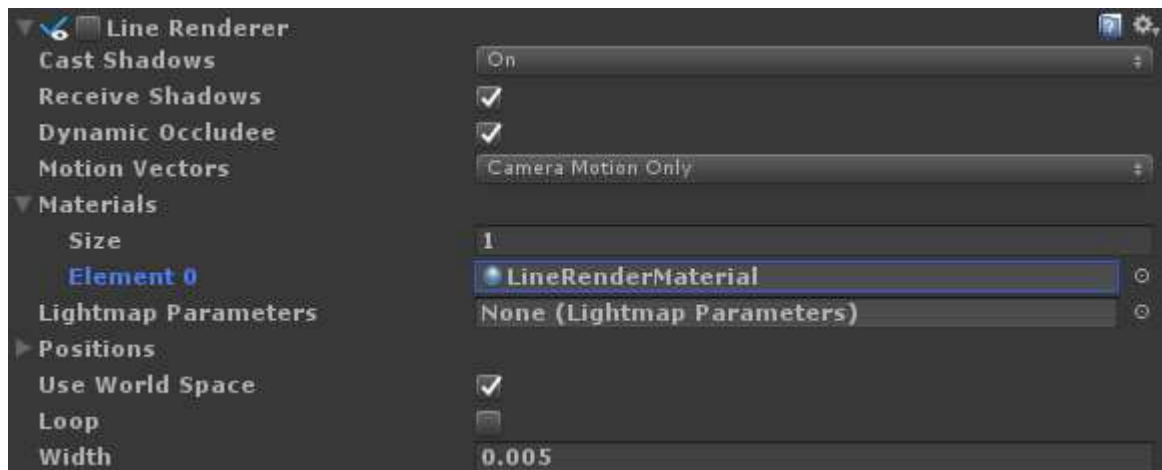 Line Renderer
Cast Shadows On
Receive Shadows
Dynamic Occludee
Motion Vectors Camera Motion Only
Materials
Size 1
Element 0 LineRenderMaterial
Lightmap Parameters None (Lightmap Parameters)
Positions
Use World Space
Loop
Width 0.005